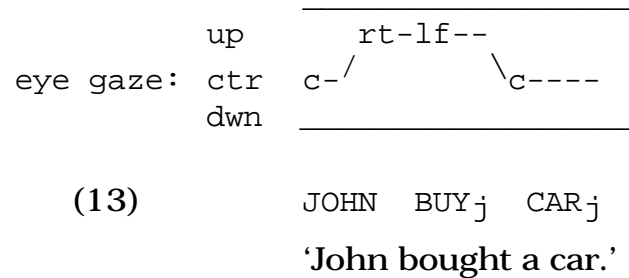 up rt-lf--
eye gaze: ctr c-/ \c----
dwn
(13) JOHN BUYj CARj
‘John bought a car.’